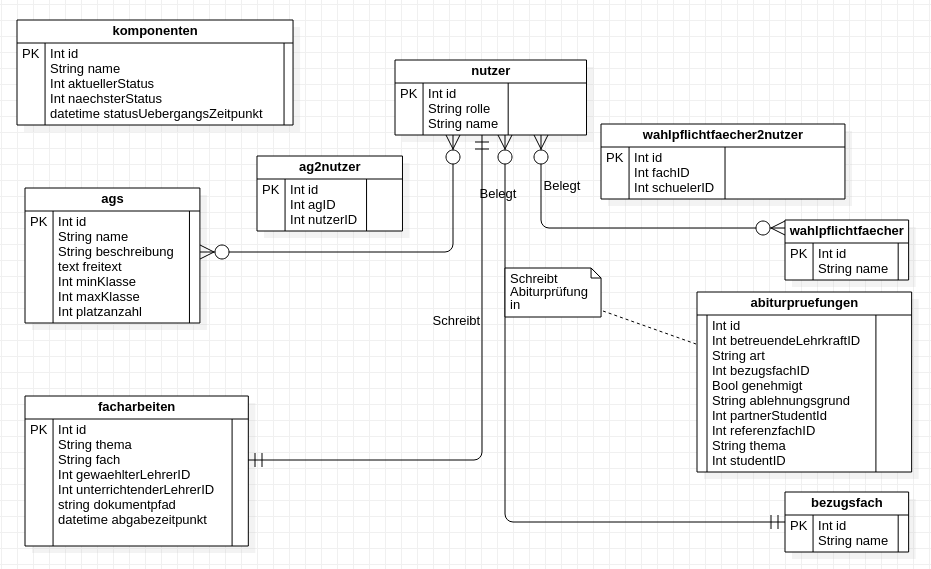 komponenten
PK
Int id
String name
Int aktuellerStatus
Int naechsterStatus
datetime statusUebergangsZeitpunkt
nutzer
PK
Int id
String rolle
String name
wahlpflichtfaecher2nutzer
PK
Int id
Int fachID
Int schuelerID
ag2nutzer
PK
Int id
Int agID
Int nutzerID
Belegt
Belegt
ags
PK
Int id
String name
String beschreibung
text freitext
Int minKlasse
Int maxKlasse
Int platzanzahl
wahlpflichtfaecher
PK
Int id
String name
Schreibt
Abiturprüfung
in
Schreibt
abiturpruefungen
Int id
Int betreuendeLehrkraftID
String art
Int bezugsfachID
Bool genehmigt
String ablehnungsgrund
Int partnerStudentId
Int referenzfachID
String thema
Int studentID
facharbeiten
PK
Int id
String thema
String fach
Int gewaehlterLehrerID
Int unterrichtenderLehrerID
string dokumentpfad
datetime abgabezeitpunkt
bezugsfach
PK
Int id
String name